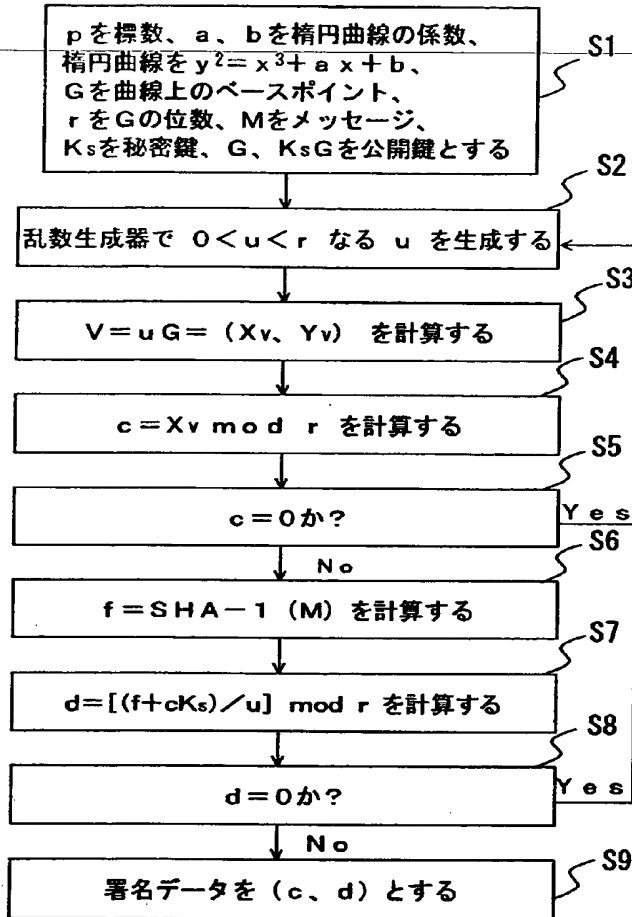 pを標数、a、bを楕円曲線の係数、
楕円曲線をy²=x³+ax+b、
Gを曲線上のベースポイント、
rをGの位数、Mをメッセージ、
Ksを秘密鍵、G、KsGを公開鍵とする
S1
S2
乱数生成器で 0<u<r なる u を生成する
S3
V=uG=(Xv、Yv) を計算する
S4
c=Xv mod r を計算する
S5
c=0か?
Yes
No
S6
f=SHA-1(M)を計算する
S7
d=[(f+cKs)/u] mod r を計算する
S8
d=0か?
Yes
No
S9
署名データを(c、d)とする